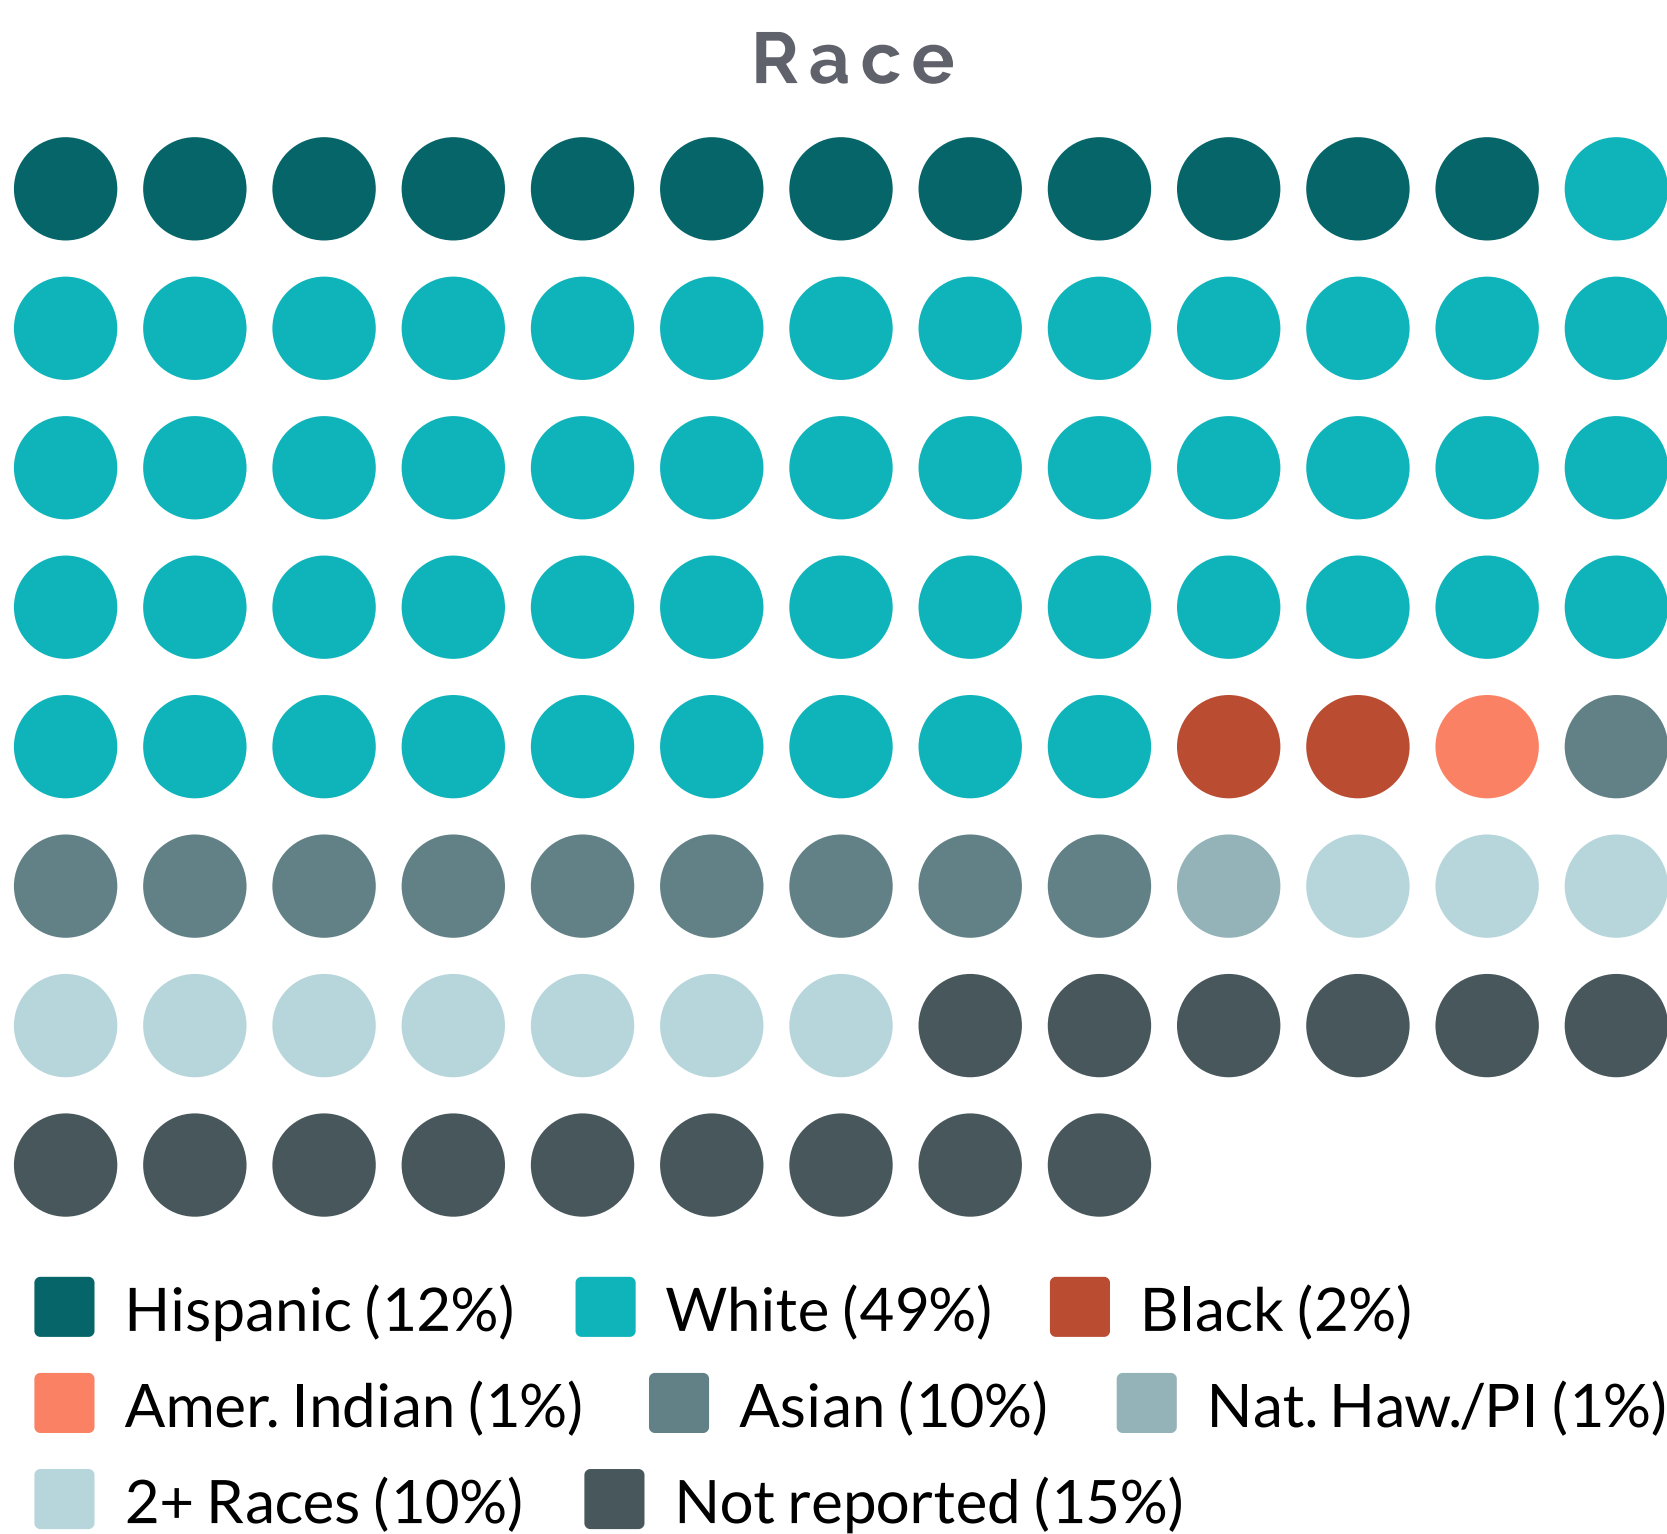 Race
Hispanic (12%) White (49%) Black (2%)
Amer. Indian (1%) Asian (10%) Nat. Haw./PI (1%)
2+ Races (10%) Not reported (15%)